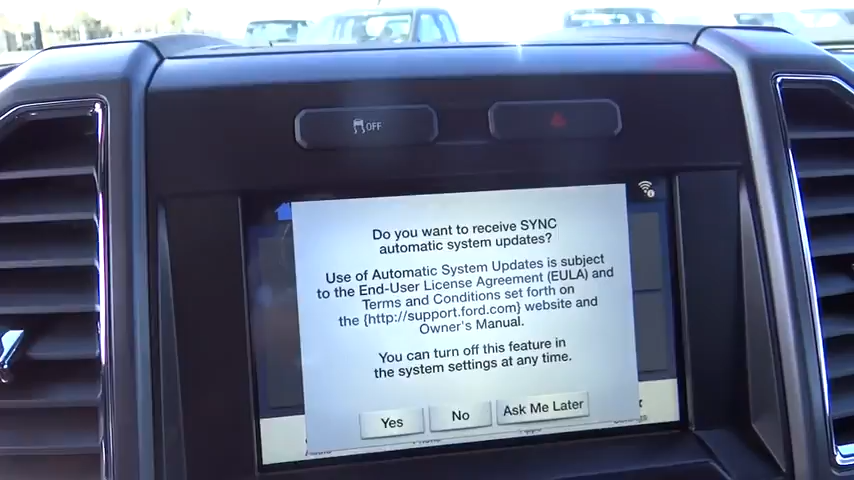 OFF
Do you want to receive SYNC
automatic system updates?
Use of Automatic System Updates is subject
to the End-User License Agreement (EULA) and
Terms and Conditions set forth on
the {http://support.ford.com} website and
Owner's Manual.
You can turn off this feature in
the system settings at any time.
Yes
No
Ask Me Later